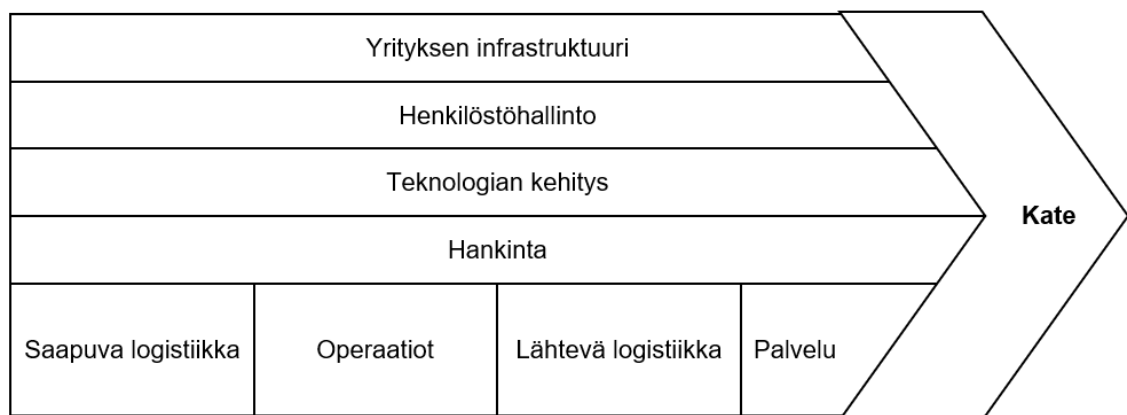 Yrityksen infrastruktuuri
Henkilöstöhallinto
Teknologian kehitys
Kate
Hankinta
Saapuva logistiikka
Operaatiot
Lähtevä logistiikka
Palvelu